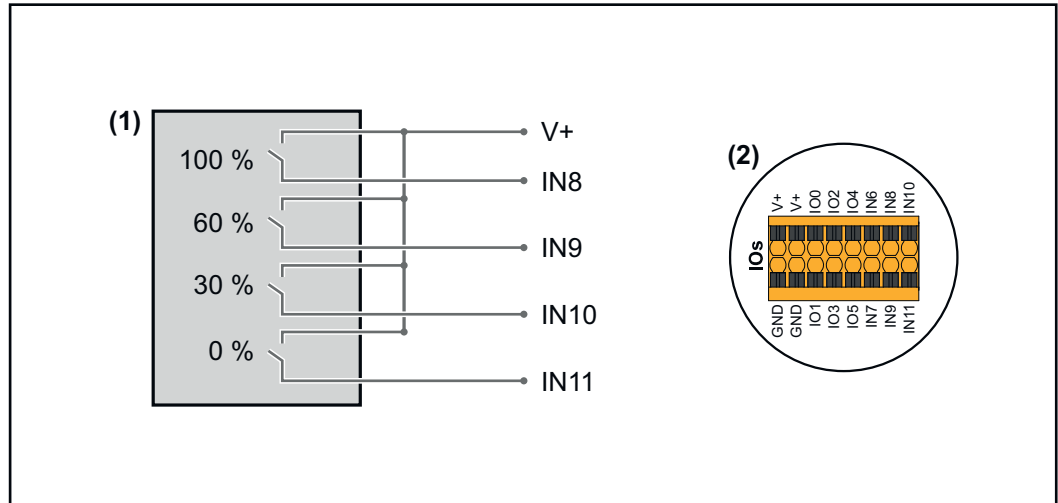 (1)
100 %
60 %
30 %
0 %
V+
IN8
IN9
IN10
IN11
(2)
IOs
V+
V+
IO0
IO2
IO4
IN6
IN8
IN10
GND
GND
IO1
IO3
IO5
IN7
IN9
IN11